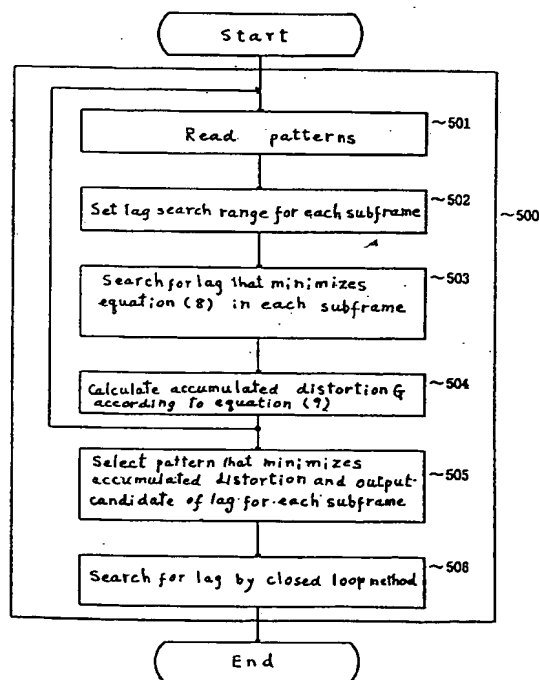 Start
Read patterns
~501
Set lag search range for each subframe
~502
~500
Search for lag that minimizes
equation (8) in each subframe
~503
Calculate accumulated distortion G
according to equation (9)
~504
Select pattern that minimizes
accumulated distortion and output
candidate of lag for each subframe
~505
Search for lag by closed loop method
~506
End